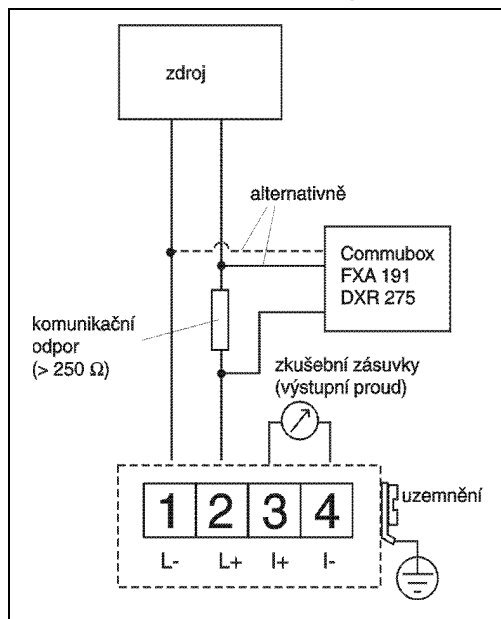 zdroj
alternativně
Commubox
FXA 191
DXR 275
komunikační
odpor
(> 250 Ω)
zkušební zásuvky
(výstupní proud)
1 2 3 4
L- L+ I+ I-
uzemnění